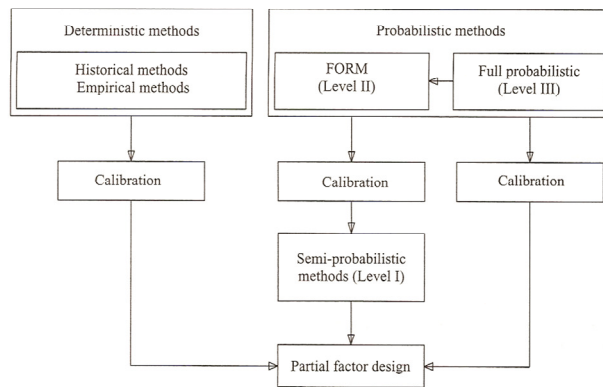 Deterministic methods
Probabilistic methods
Historical methods
Empirical methods
FORM
(Level II)
Full probabilistic
(Level III)
Calibration
Calibration
Calibration
Semi-probabilistic
methods (Level I)
Partial factor design